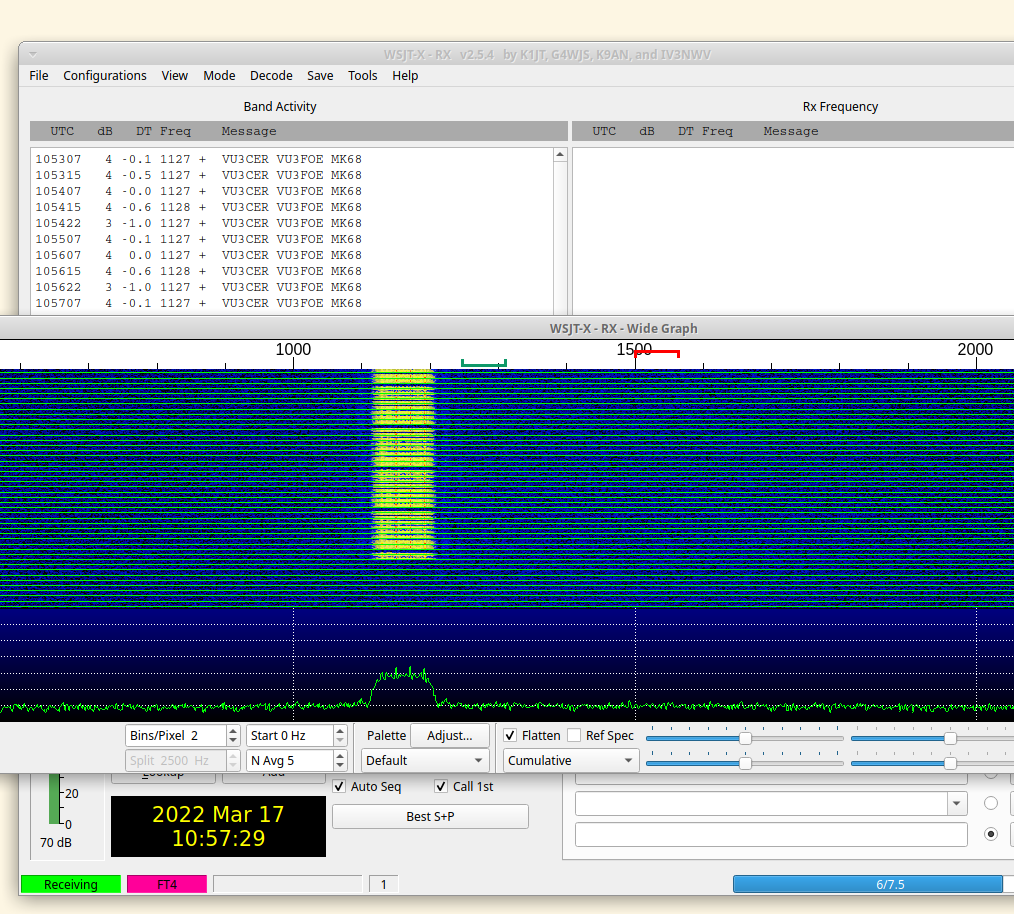 WSJT-X - RX v2.5.4 by K1JT, G4WJS, K9AN, and IV3NWV
File Configurations View Mode Decode Save Tools Help
Band Activity
Rx Frequency
UTC dB DT Freq Message
UTC dB DT Freq Message
105307 4 -0.1 1127 + VU3CER VU3FOE MK68
105315 4 -0.5 1127 + VU3CER VU3FOE MK68
105407 4 -0.0 1127 + VU3CER VU3FOE MK68
105415 4 -0.6 1128 + VU3CER VU3FOE MK68
105422 3 -1.0 1127 + VU3CER VU3FOE MK68
105507 4 -0.1 1127 + VU3CER VU3FOE MK68
105607 4 0.0 1127 + VU3CER VU3FOE MK68
105615 4 -0.6 1128 + VU3CER VU3FOE MK68
105622 3 -1.0 1127 + VU3CER VU3FOE MK68
105707 4 -0.1 1127 + VU3CER VU3FOE MK68
WSJT-X - RX - Wide Graph
1000 1500 2000
Bins/Pixel 2 Start 0 Hz Palette Adjust... Flatten Ref Spec
Split 2500 Hz N Avg 5 Default Cumulative
20
0
70 dB
Auto Seq Call 1st
Best S+P
2022 Mar 17
10:57:29
Receiving FT4 1 6/7.5